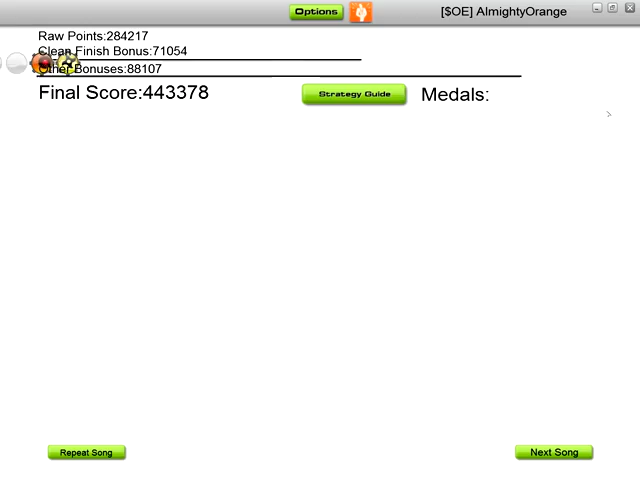 Options
[$OE] AlmightyOrange
Raw Points:284217
Clean Finish Bonus:71054
Other Bonuses:88107
Final Score:443378
Strategy Guide
Medals:
Repeat Song
Next Song